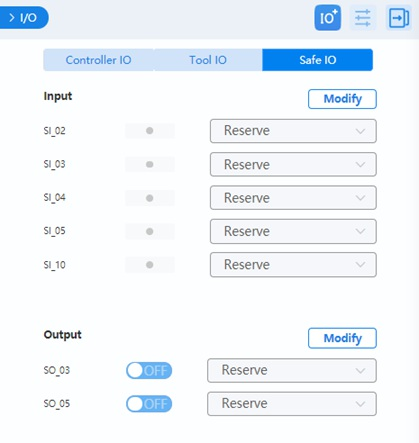 > I/O
IO+
Controller IO Tool IO Safe IO
Input Modify
SI_02 Reserve
SI_03 Reserve
SI_04 Reserve
SI_05 Reserve
SI_10 Reserve
Output Modify
SO_03 OFF Reserve
SO_05 OFF Reserve